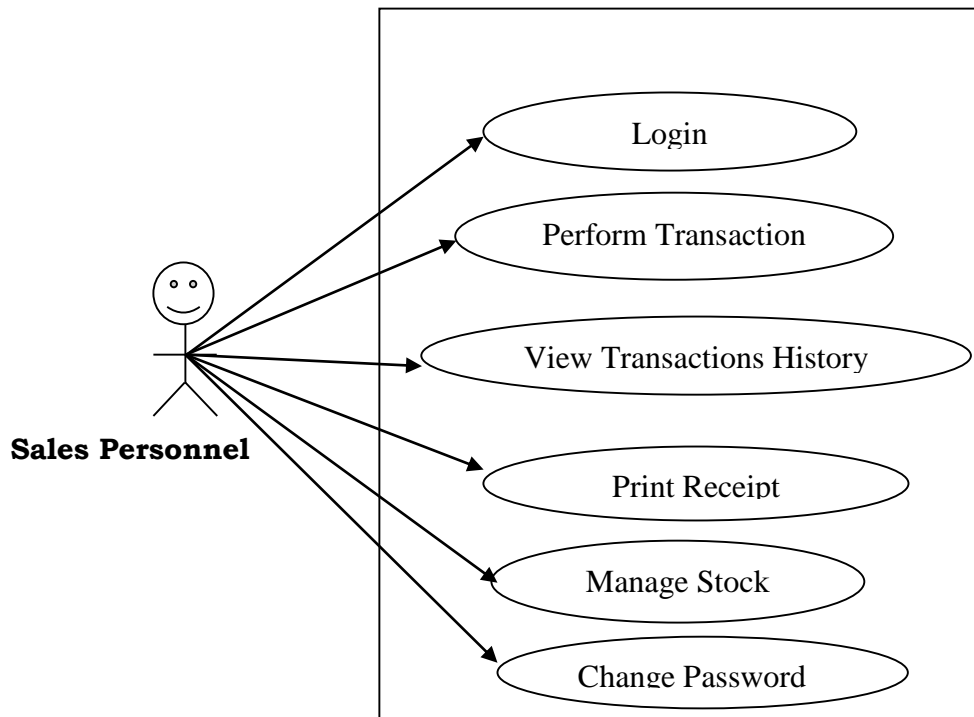 Login
Perform Transaction
View Transactions History
Sales Personnel
Print Receipt
Manage Stock
Change Password